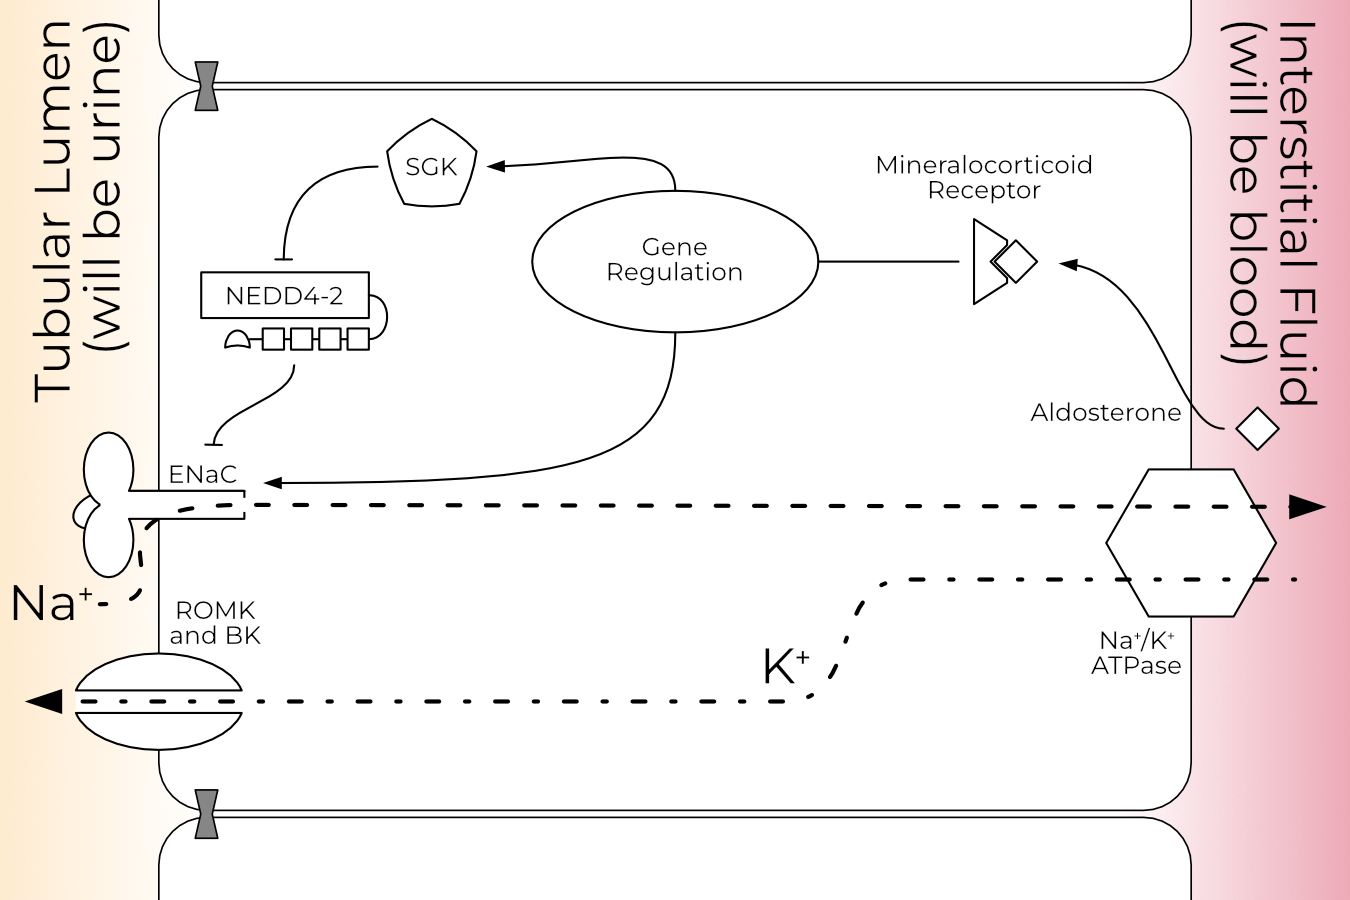 Tubular Lumen
(will be urine)
SGK
NEDD4-2
ENaC
Na⁺
ROMK
and BK
Gene
Regulation
Mineralocorticoid
Receptor
Aldosterone
K⁺
Na⁺/K⁺
ATPase
Interstitial Fluid
(will be blood)